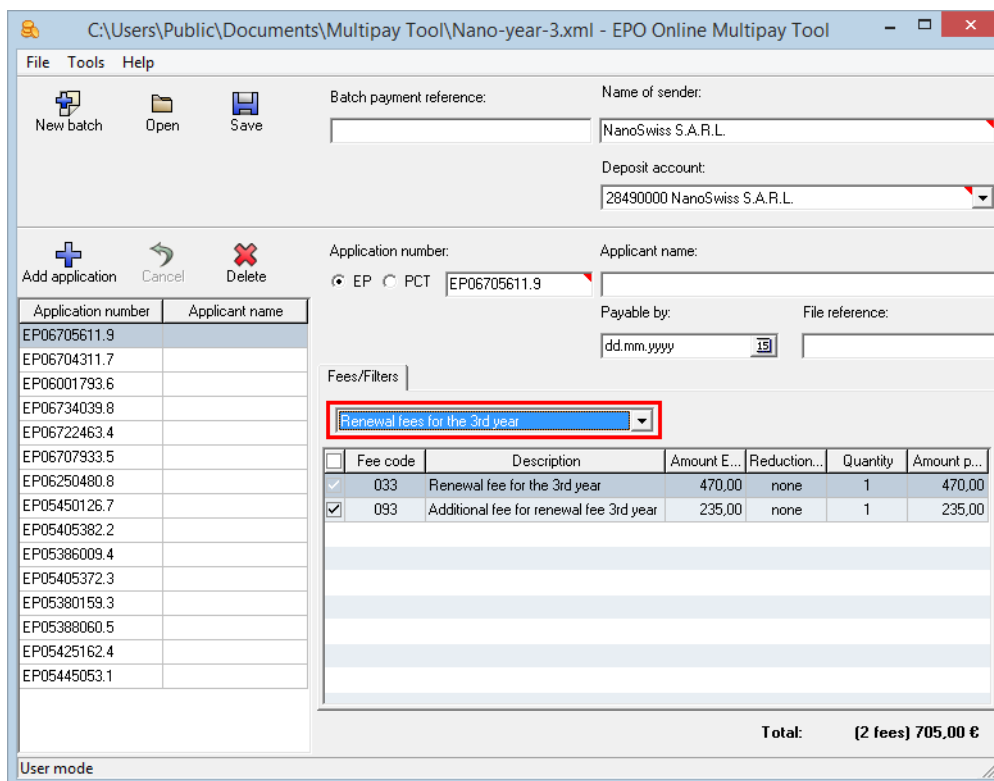 C:\Users\Public\Documents\Multipay Tool\Nano-year-3.xml - EPO Online Multipay Tool
File Tools Help
New batch Open Save
Batch payment reference:
Name of sender:
NanoSwiss S.A.R.L.
Deposit account:
28490000 NanoSwiss S.A.R.L.
Add application Cancel Delete
Application number:
EP PCT EP06705611.9
Applicant name:
Payable by:
dd.mm.yyyy 15
File reference:
Application number Applicant name
EP06705611.9
EP06704311.7
EP06001793.6
EP06734039.8
EP06722463.4
EP06707933.5
EP06250480.8
EP05450126.7
EP05405382.2
EP05386009.4
EP05405372.3
EP05380159.3
EP05388060.5
EP05425162.4
EP05445053.1
Fees/Filters
Renewal fees for the 3rd year
Fee code Description Amount E... Reduction... Quantity Amount p...
033 Renewal fee for the 3rd year 470,00 none 1 470,00
093 Additional fee for renewal fee 3rd year 235,00 none 1 235,00
Total: (2 fees) 705,00 €
User mode